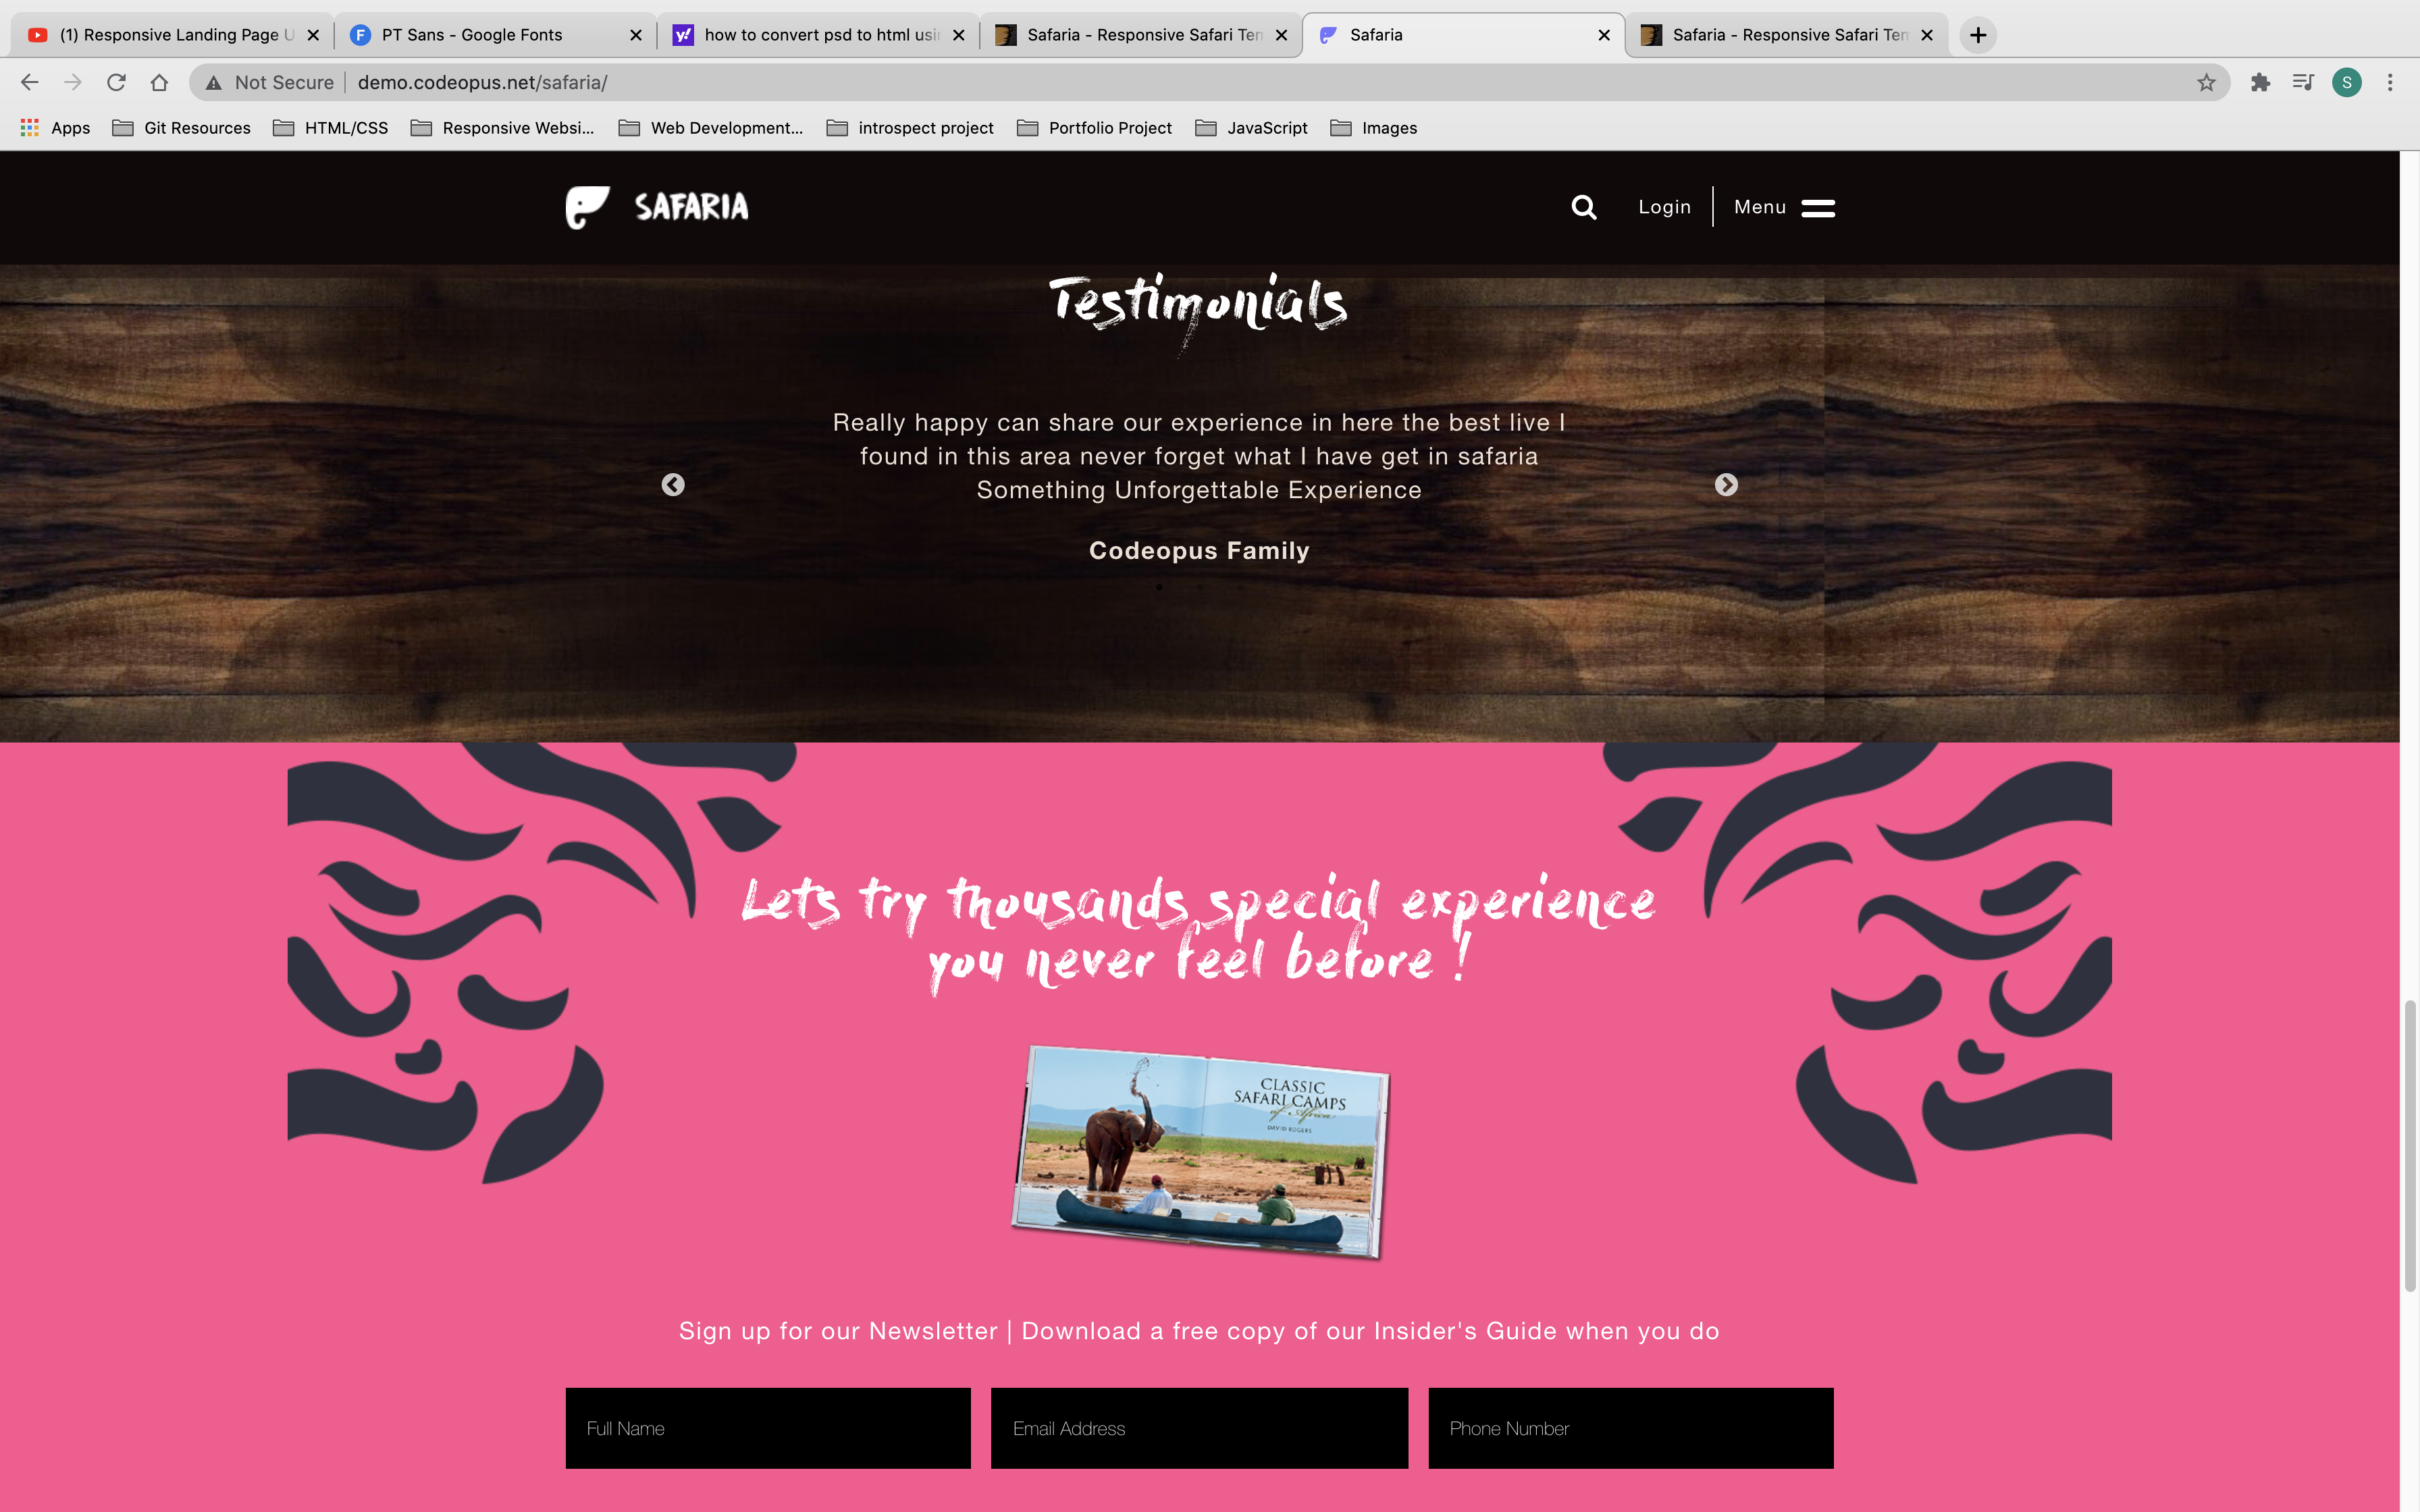 (1) Responsive Landing Page U
PT Sans - Google Fonts
how to convert psd to html usin
Safaria - Responsive Safari Tem
Safaria
Safaria - Responsive Safari Tem
Not Secure
demo.codeopus.net/safaria/
S
Apps
Git Resources
HTML/CSS
Responsive Websi...
Web Development...
introspect project
Portfolio Project
JavaScript
Images
SAFARIA
Login
Menu
Testimonials
Really happy can share our experience in here the best live I
found in this area never forget what I have get in safaria
Something Unforgettable Experience
Codeopus Family
Lets try thousands special experience
you never feel before !
CLASSIC
SAFARI CAMPS
of Africa
DAVID ROGERS
Sign up for our Newsletter | Download a free copy of our Insider's Guide when you do
Full Name
Email Address
Phone Number